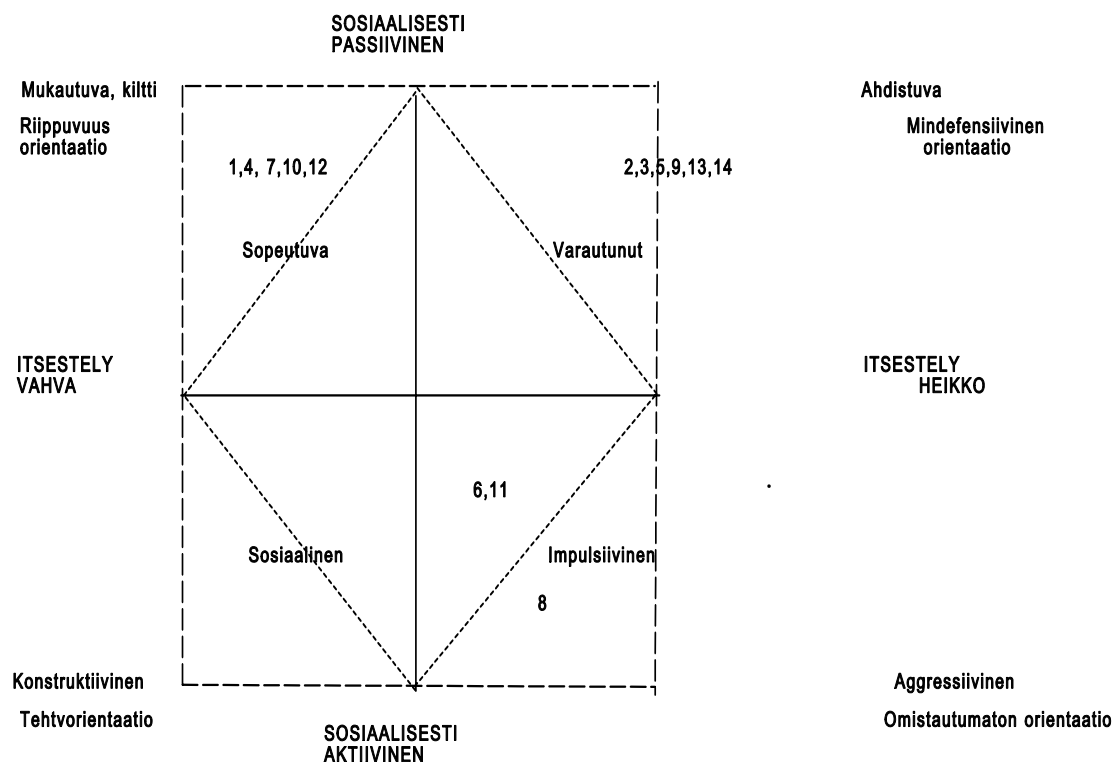 SOSIAALISESTI
PASSIIVINEN
Mukautuva, kiltti
Ahdistuva
Riippuvuus
orientaatio
Mindefensiivinen
orientaatio
1,4, 7,10,12
2,3,5,9,13,14
Sopeutuva
Varautunut
ITSESTELY
VAHVA
ITSESTELY
HEIKKO
6,11
Sosiaalinen
Impulsiivinen
8
Konstruktiivinen
Aggressiivinen
Tehtvorientaatio
Omistautumaton orientaatio
SOSIAALISESTI
AKTIIVINEN